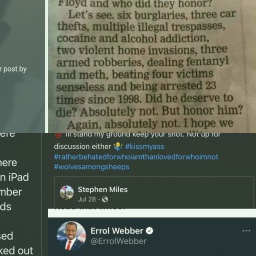 Floyd and who did they honor?
Let's see. six burglaries, three car
thefts, multiple illegal trespasses,
cocaine and alcohol addiction,
two violent home invasions, three
armed robberies, dealing fentanyl
and meth, beating four victims
senseless and being arrested 23
times since 1998. Did he deserve to
die? Absolutely not. But honor him?
Again, absolutely not. I hope we
r post by
ill stand my ground keep your shot, Not up for
discussion either 🤷 #kissmyass
#ratherbehatedforwhoiamthanlovedforwhoimnot
#wolvesamongsheeps
Stephen Miles
Jul 28
Errol Webber
@ErrolWebber
here
n iPad
mber
ds
sed
ked out